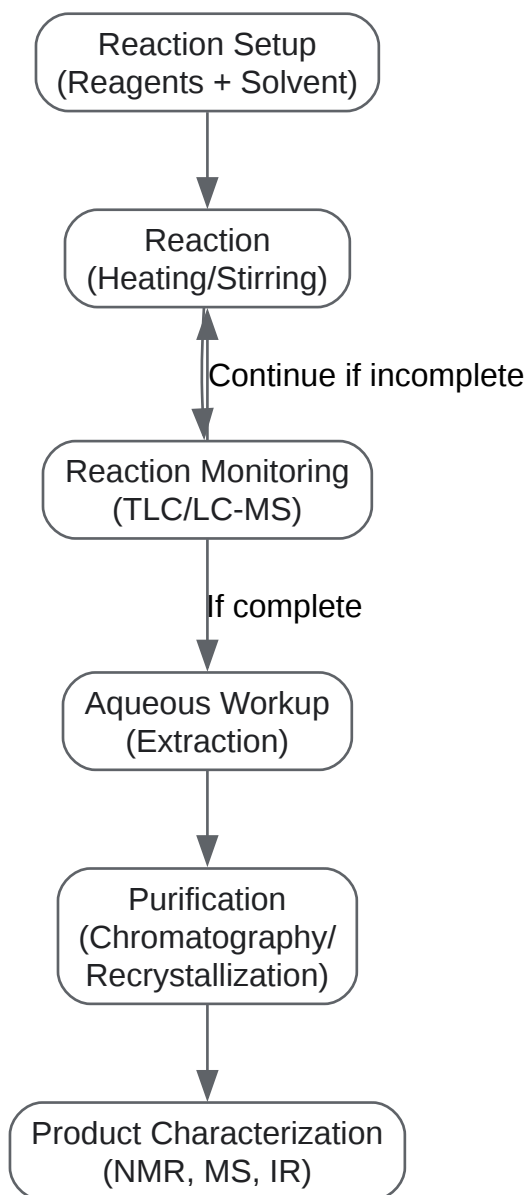 Reaction Setup
(Reagents + Solvent)
Reaction
(Heating/Stirring)
Continue if incomplete
Reaction Monitoring
(TLC/LC-MS)
If complete
Aqueous Workup
(Extraction)
Purification
(Chromatography/
Recrystallization)
Product Characterization
(NMR, MS, IR)